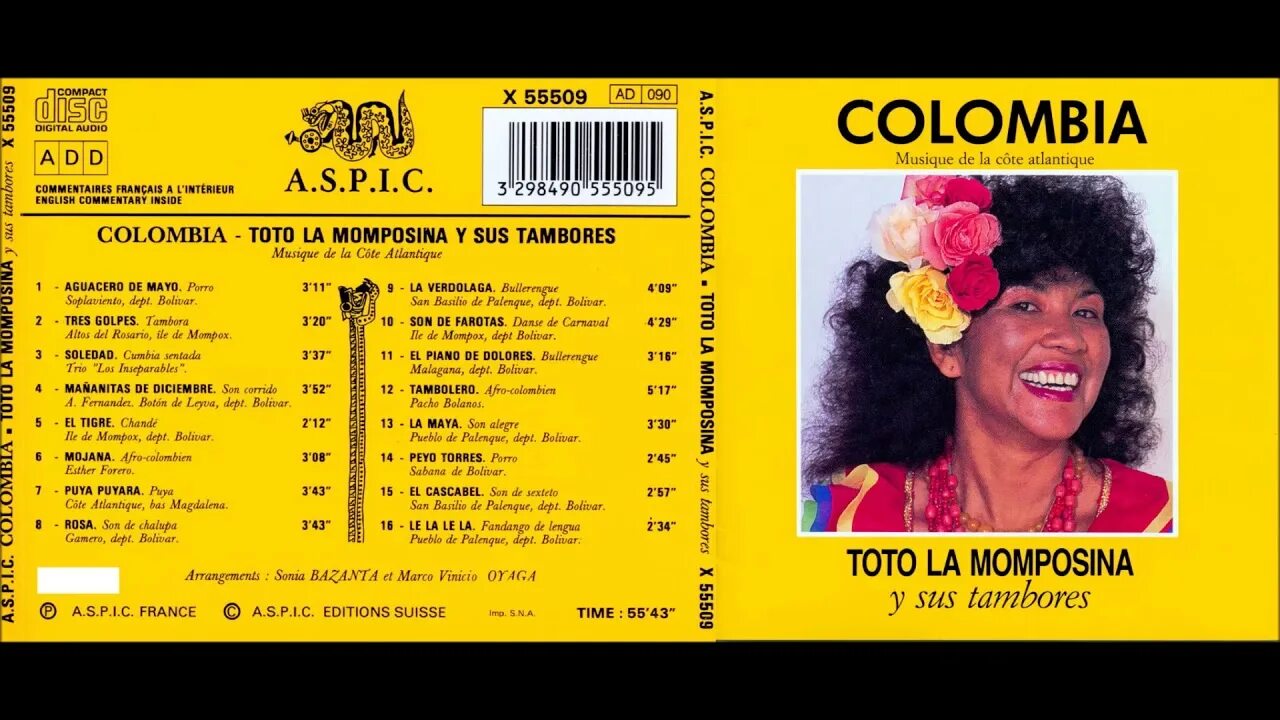 A.S.P.I.C. COLOMBIA ▪ TOTO LA MOMPOSINA y sus tambores X 55509
COMPACT
disc
DIGITAL AUDIO
A D D
COMMENTAIRES FRANÇAIS A L'INTÉRIEUR
ENGLISH COMMENTARY INSIDE
A.S.P.I.C.
X 55509 AD 090
3 298490 555095
COLOMBIA - TOTO LA MOMPOSINA Y SUS TAMBORES
Musique de la Côte Atlantique
1 - AGUACERO DE MAYO. Porro 3'11"
Soplaviento, dept. Bolivar.
2 - TRES GOLPES. Tambora 3'20"
Altos del Rosario, ile de Mompox.
3 - SOLEDAD. Cumbia sentada 3'37"
Trio "Los Inseparables".
4 - MAÑANITAS DE DICIEMBRE. Son corrido 3'52"
A. Fernandez. Botón de Leyva, dept. Bolivar.
5 - EL TIGRE. Chandé 2'12"
Ile de Mompox, dept. Bolivar.
6 - MOJANA. Afro-colombien 3'08"
Esther Forero.
7 - PUYA PUYARA. Puya 3'43"
Côte Atlantique, bas Magdalena.
8 - ROSA. Son de chalupa 3'43"
Gamero, dept. Bolivar.
9 - LA VERDOLAGA. Bullerengue 4'09"
San Basilio de Palenque, dept. Bolivar.
10 - SON DE FAROTAS. Danse de Carnaval 4'29"
Ile de Mompox, dept Bolivar.
11 - EL PIANO DE DOLORES. Bullerengue 3'16"
Malagana, dept. Bolivar.
12 - TAMBOLERO. Afro-colombien 5'17"
Pacho Bolanos.
13 - LA MAYA. Son alegre 3'30"
Pueblo de Palenque, dept. Bolivar.
14 - PEYO TORRES. Porro 2'45"
Sabana de Bolivar.
15 - EL CASCABEL. Son de sexteto 2'57"
San Basilio de Palenque, dept. Bolivar.
16 - LE LA LE LA. Fandango de lengua 2'34"
Pueblo de Palenque, dept. Bolivar.
Arrangements : Sonia BAZANTA et Marco Vinicio OYAGA
Ⓟ A.S.P.I.C. FRANCE © A.S.P.I.C. EDITIONS SUISSE Imp. S.N.A. TIME : 55'43"
A.S.P.I.C. COLOMBIA ▪ TOTO LA MOMPOSINA y sus tambores X 55509
COLOMBIA
Musique de la côte atlantique
TOTO LA MOMPOSINA
y sus tambores